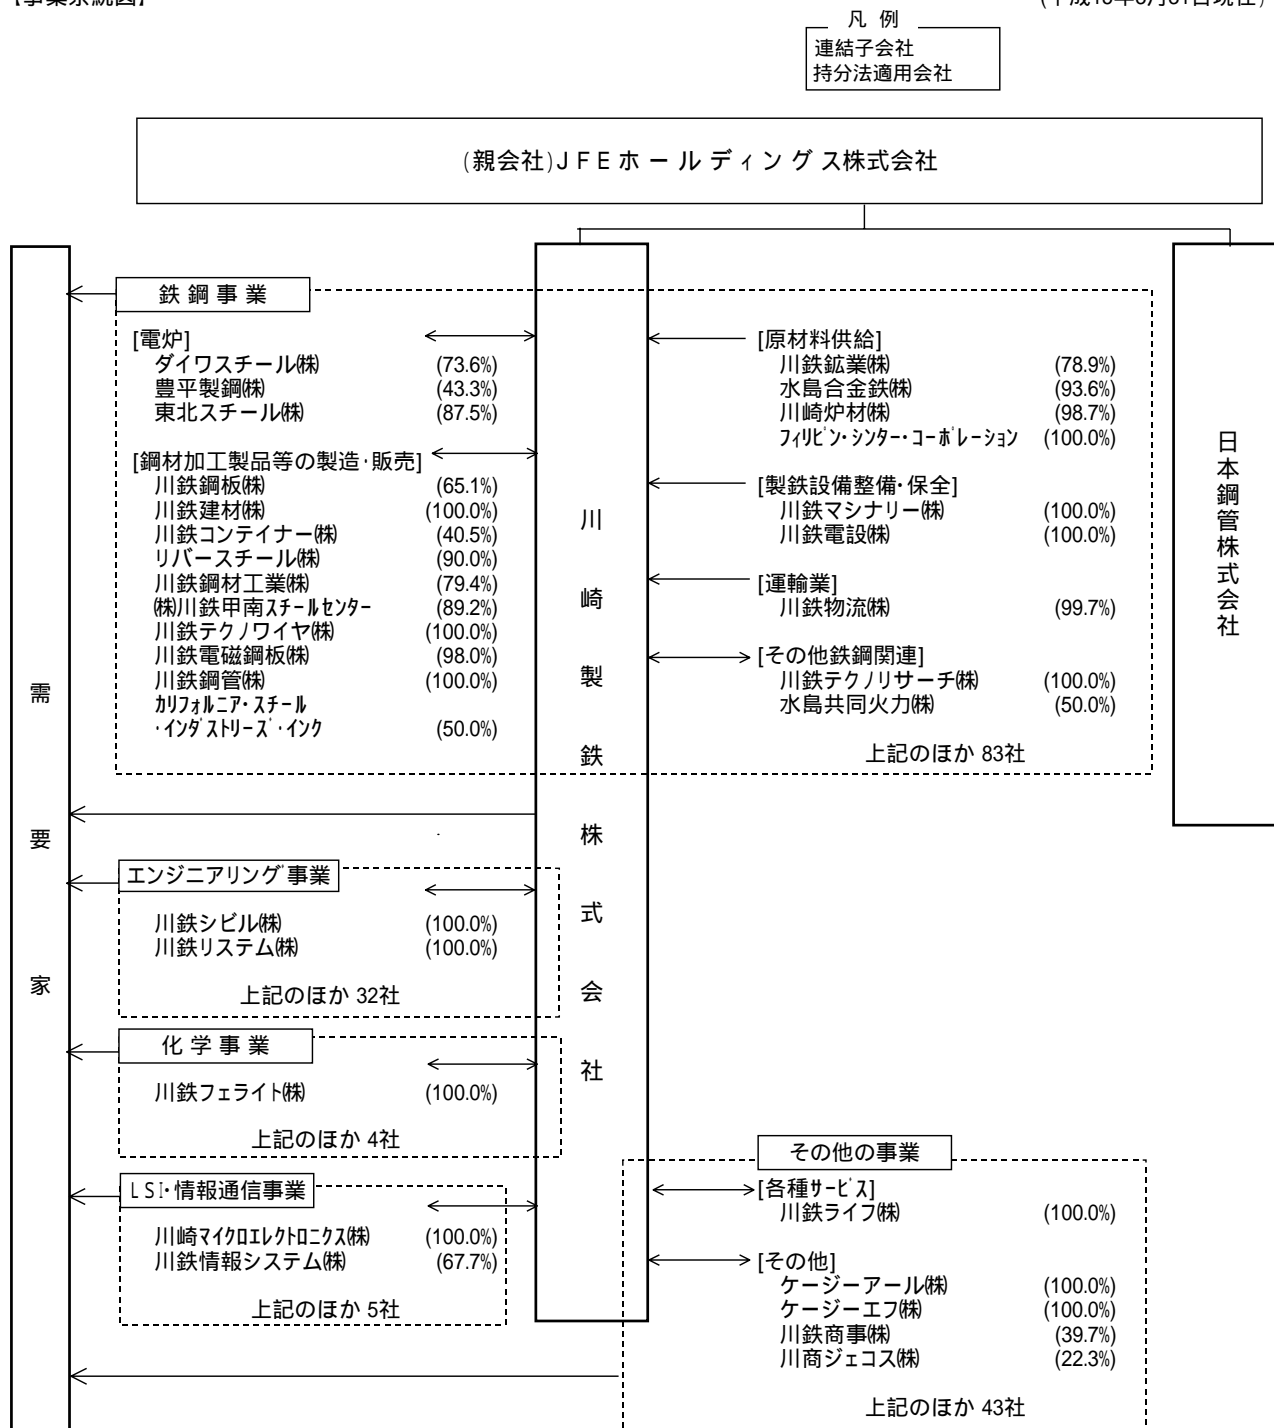 【事業系統図】
凡 例
連結子会社
持分法適用会社
(親会社)JFEホールディングス株式会社
需要家
川崎製鉄株式会社
日本鋼管株式会社
鉄鋼事業
[電炉]
ダイワスチール㈱ (73.6%)
豊平製鋼㈱ (43.3%)
東北スチール㈱ (87.5%)
[鋼材加工製品等の製造・販売]
川鉄鋼板㈱ (65.1%)
川鉄建材㈱ (100.0%)
川鉄コンテイナー㈱ (40.5%)
リバースチール㈱ (90.0%)
川鉄鋼材工業㈱ (79.4%)
㈱川鉄甲南スチールセンター (89.2%)
川鉄テクノワイヤ㈱ (100.0%)
川鉄電磁鋼板㈱ (98.0%)
川鉄鋼管㈱ (100.0%)
カリフォルニア・スチール
・インダストリーズ・インク (50.0%)
[原材料供給]
川鉄鉱業㈱ (78.9%)
水島合金鉄㈱ (93.6%)
川崎炉材㈱ (98.7%)
フィリピン・シンター・コーポレーション (100.0%)
[製鉄設備整備・保全]
川鉄マシナリー㈱ (100.0%)
川鉄電設㈱ (100.0%)
[運輸業]
川鉄物流㈱ (99.7%)
[その他鉄鋼関連]
川鉄テクノリサーチ㈱ (100.0%)
水島共同火力㈱ (50.0%)
上記のほか 83社
エンジニアリング事業
川鉄シビル㈱ (100.0%)
川鉄リステム㈱ (100.0%)
上記のほか 32社
化学事業
川鉄フェライト㈱ (100.0%)
上記のほか 4社
LSI・情報通信事業
川崎マイクロエレクトロニクス㈱ (100.0%)
川鉄情報システム㈱ (67.7%)
上記のほか 5社
その他の事業
[各種サービス]
川鉄ライフ㈱ (100.0%)
[その他]
ケージーアール㈱ (100.0%)
ケージーエフ㈱ (100.0%)
川鉄商事㈱ (39.7%)
川商ジェコス㈱ (22.3%)
上記のほか 43社